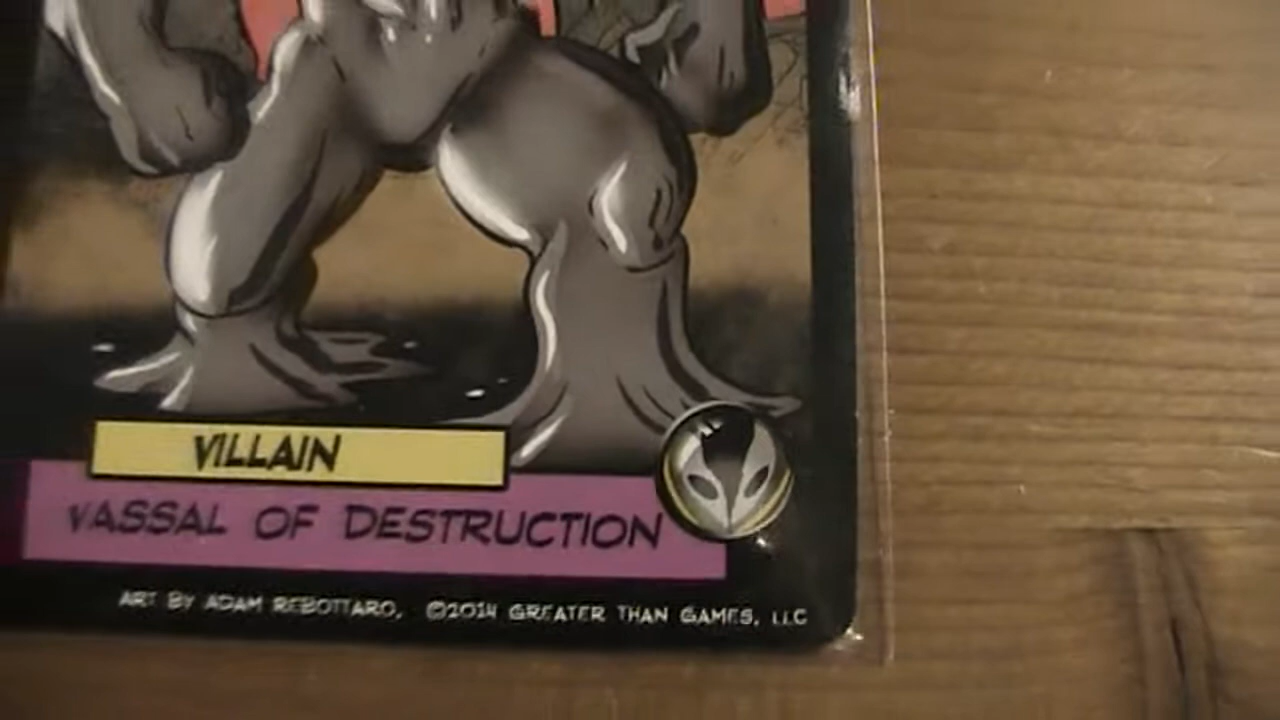 VILLAIN
VASSAL OF DESTRUCTION
ART BY ADAM REBOTTARO, ©2014 GREATER THAN GAMES, LLC